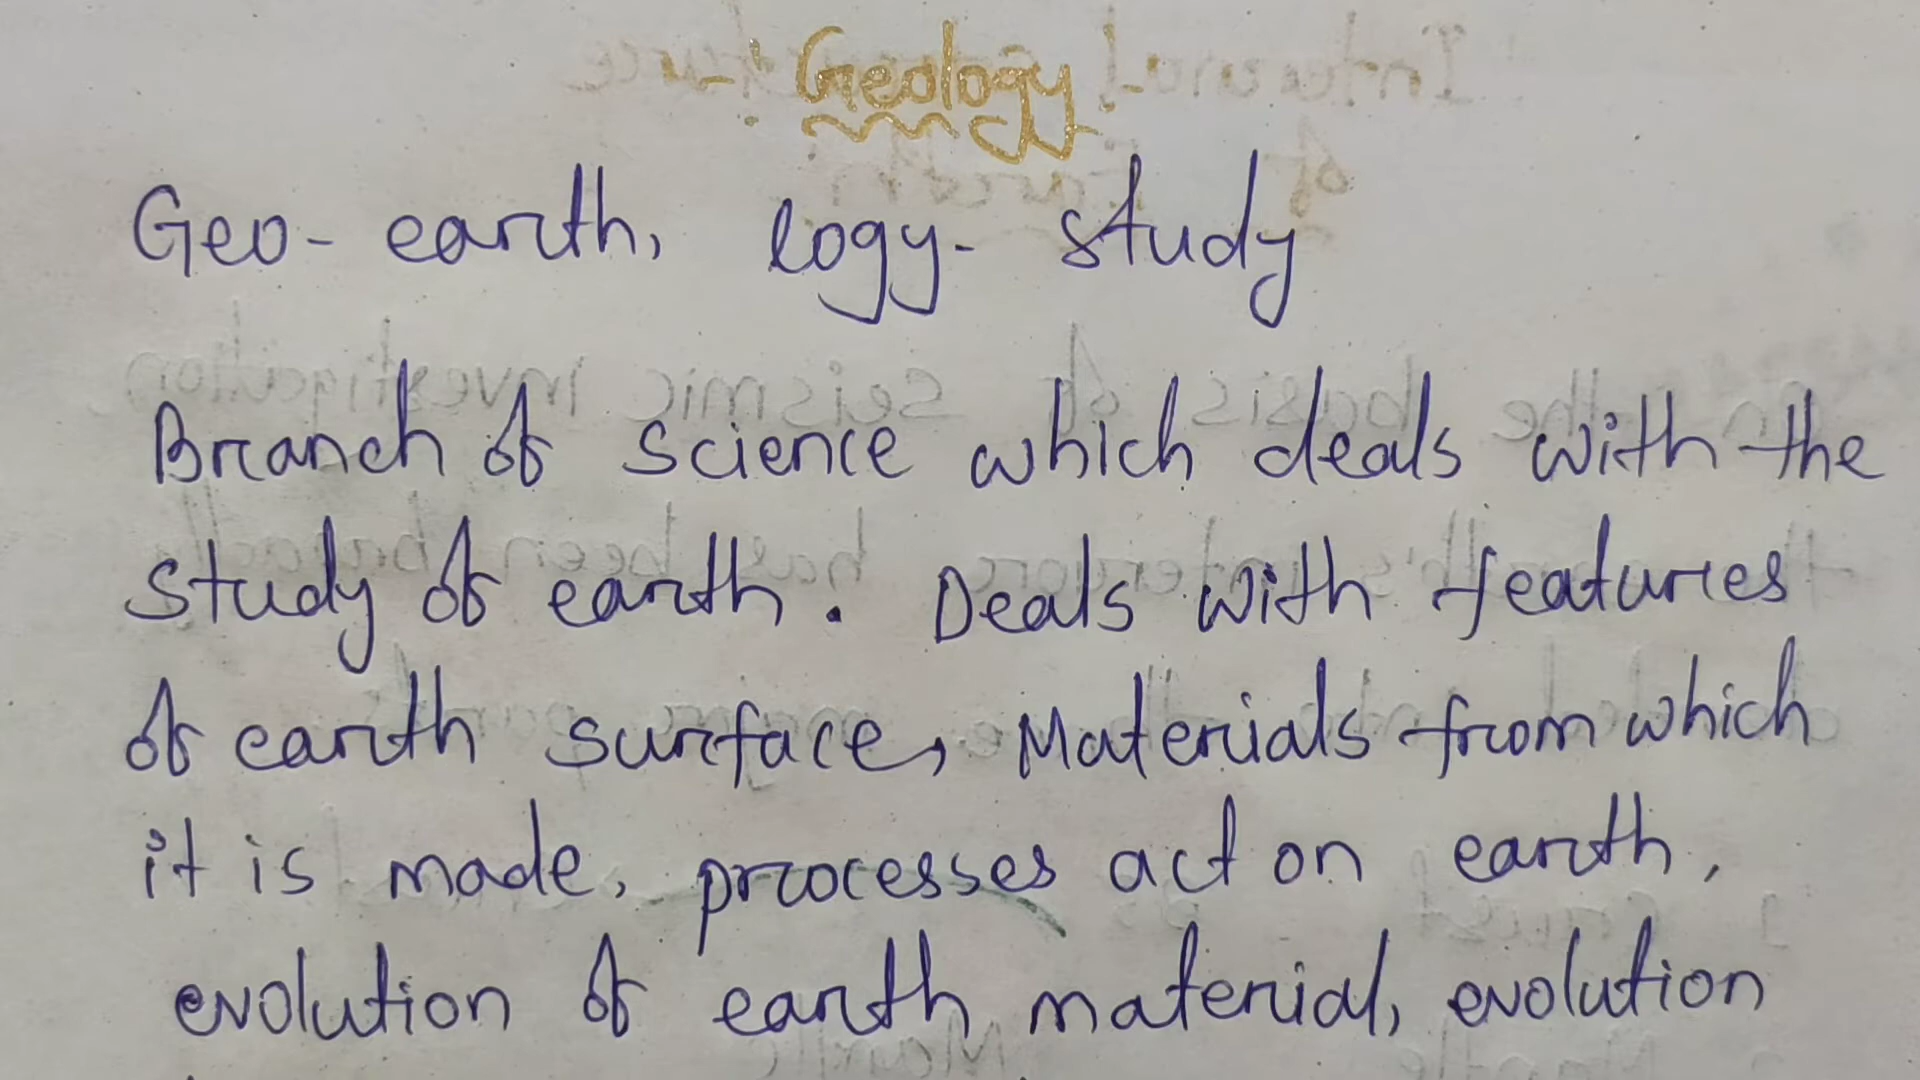 -: Geology :-
Geo- earth, logy- study
Branch of science which deals with the
study of earth. Deals with features
of earth surface, Materials from which
it is made, processes act on earth,
evolution of earth material, evolution